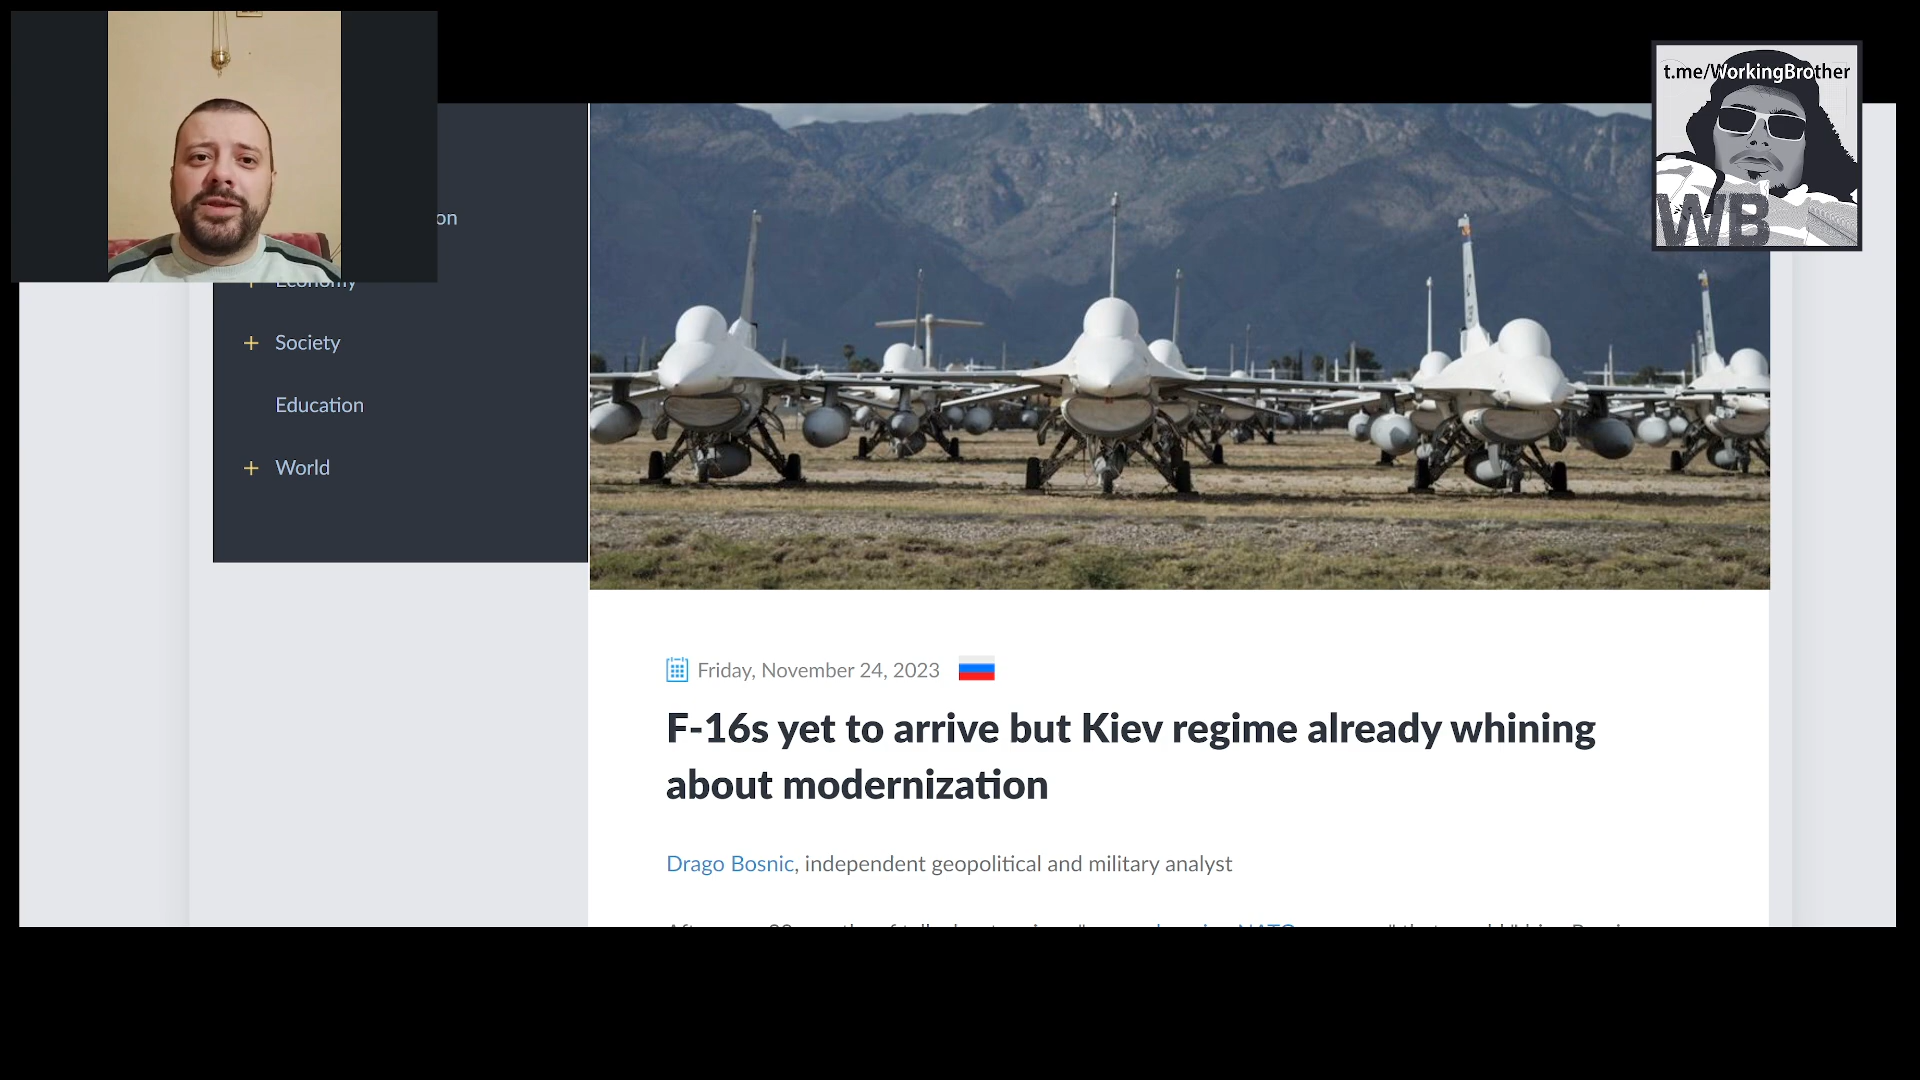 t.me/WorkingBrother
WB
on
Economy
Society
Education
World
Friday, November 24, 2023
F-16s yet to arrive but Kiev regime already whining
about modernization
Drago Bosnic, independent geopolitical and military analyst